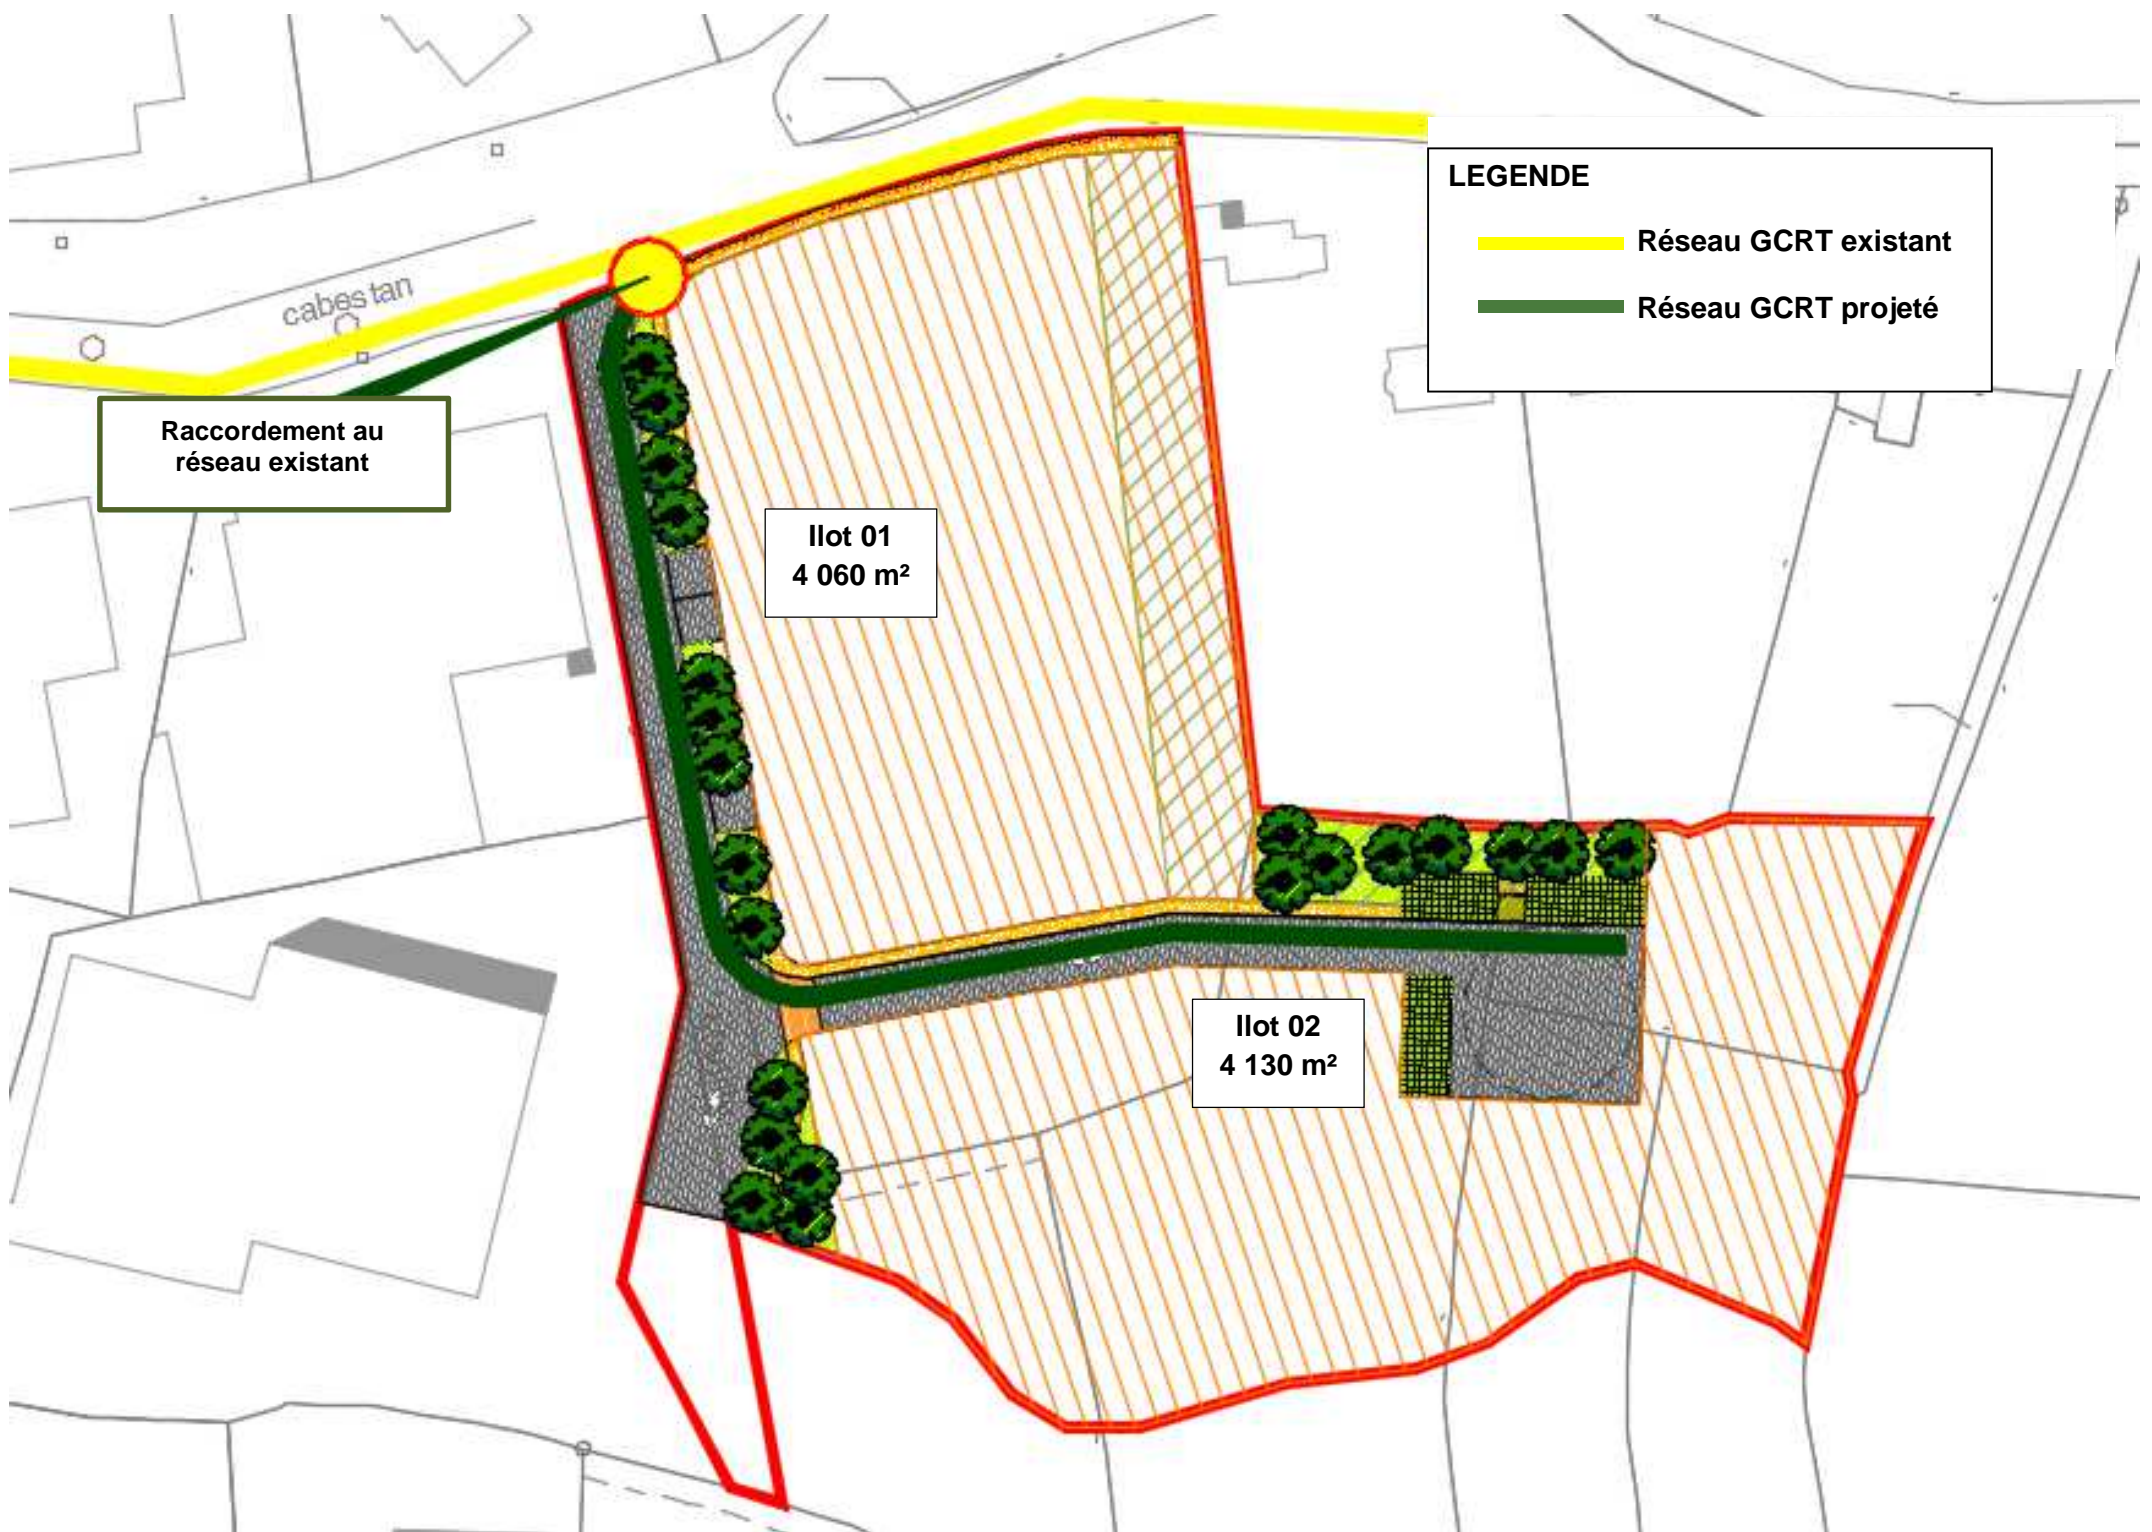 LEGENDE
Réseau GCRT existant
Réseau GCRT projeté
cabestan
Raccordement au
réseau existant
Ilot 01
4 060 m²
Ilot 02
4 130 m²